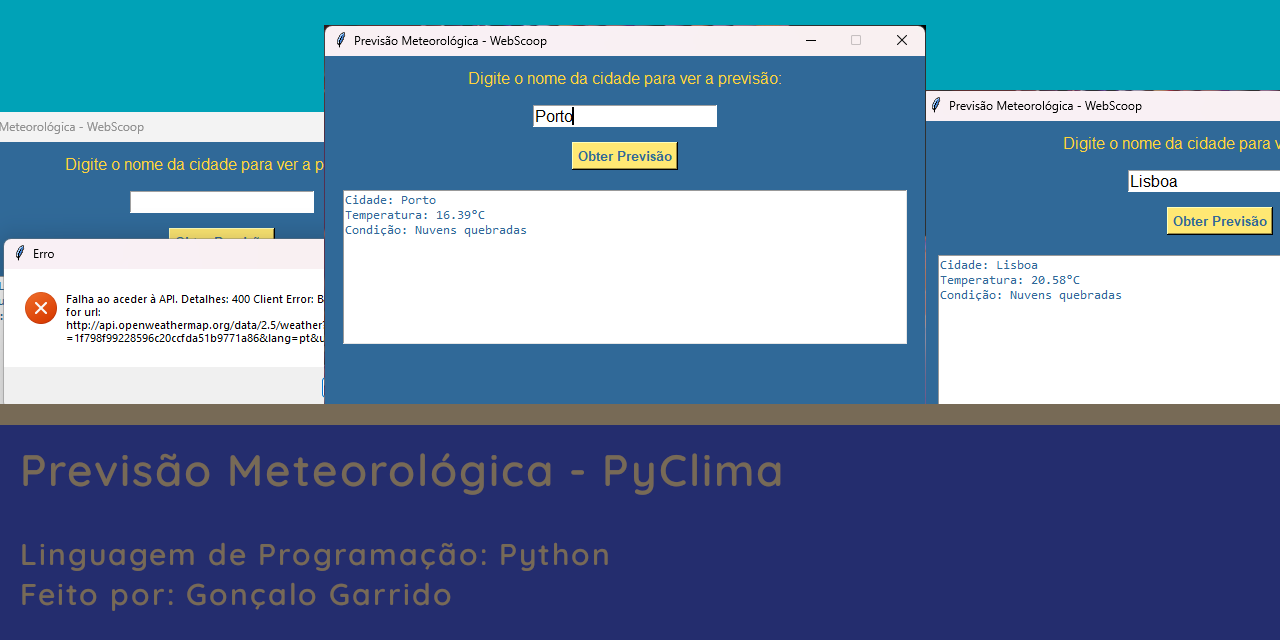 Previsão Meteorológica - WebScoop
Digite o nome da cidade para ver a previsão:
Porto
Obter Previsão
Cidade: Porto
Temperatura: 16.39ºC
Condição: Nuvens quebradas
Meteorológica - WebScoop
Digite o nome da cidade para ver a p
Erro
Falha ao aceder à API. Detalhes: 400 Client Error: B
for url:
http://api.openweathermap.org/data/2.5/weather?
=1f798f99228596c20ccfda51b9771a86&lang=pt&u
Previsão Meteorológica - WebScoop
Digite o nome da cidade para ver
Lisboa
Obter Previsão
Cidade: Lisboa
Temperatura: 20.58ºC
Condição: Nuvens quebradas
Previsão Meteorológica - PyClima
Linguagem de Programação: Python
Feito por: Gonçalo Garrido